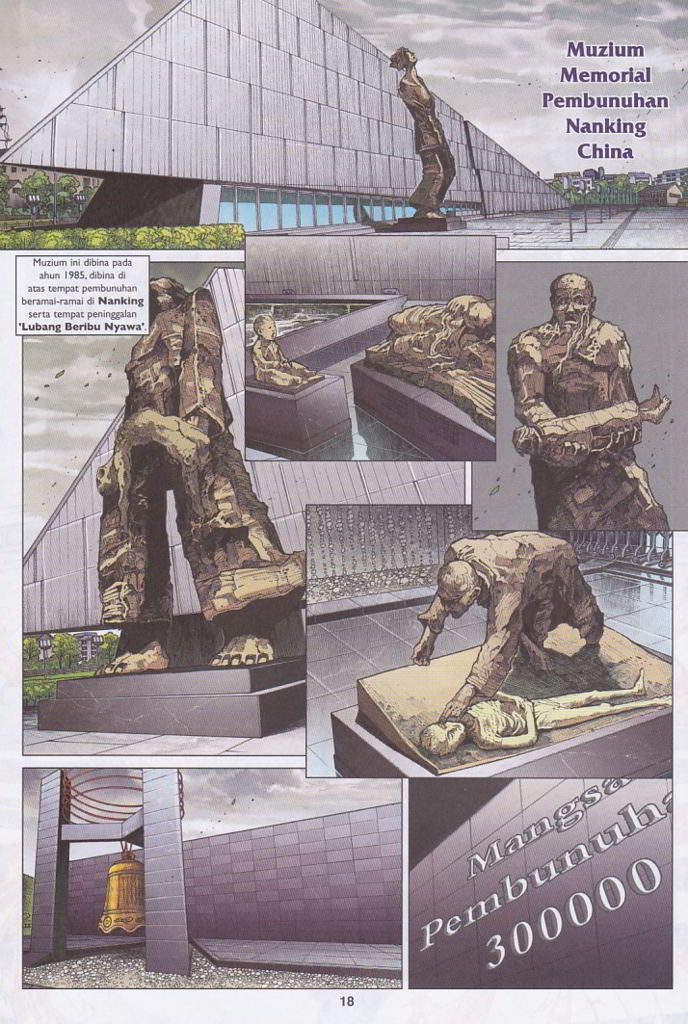 Muzium
Memorial
Pembunuhan
Nanking
China
Muzium ini dibina pada
ahun 1985, dibina di
atas tempat pembunuhan
beramai-ramai di Nanking
serta tempat peninggalan
'Lubang Beribu Nyawa'.
Mangsa
Pembunuha
300000
18